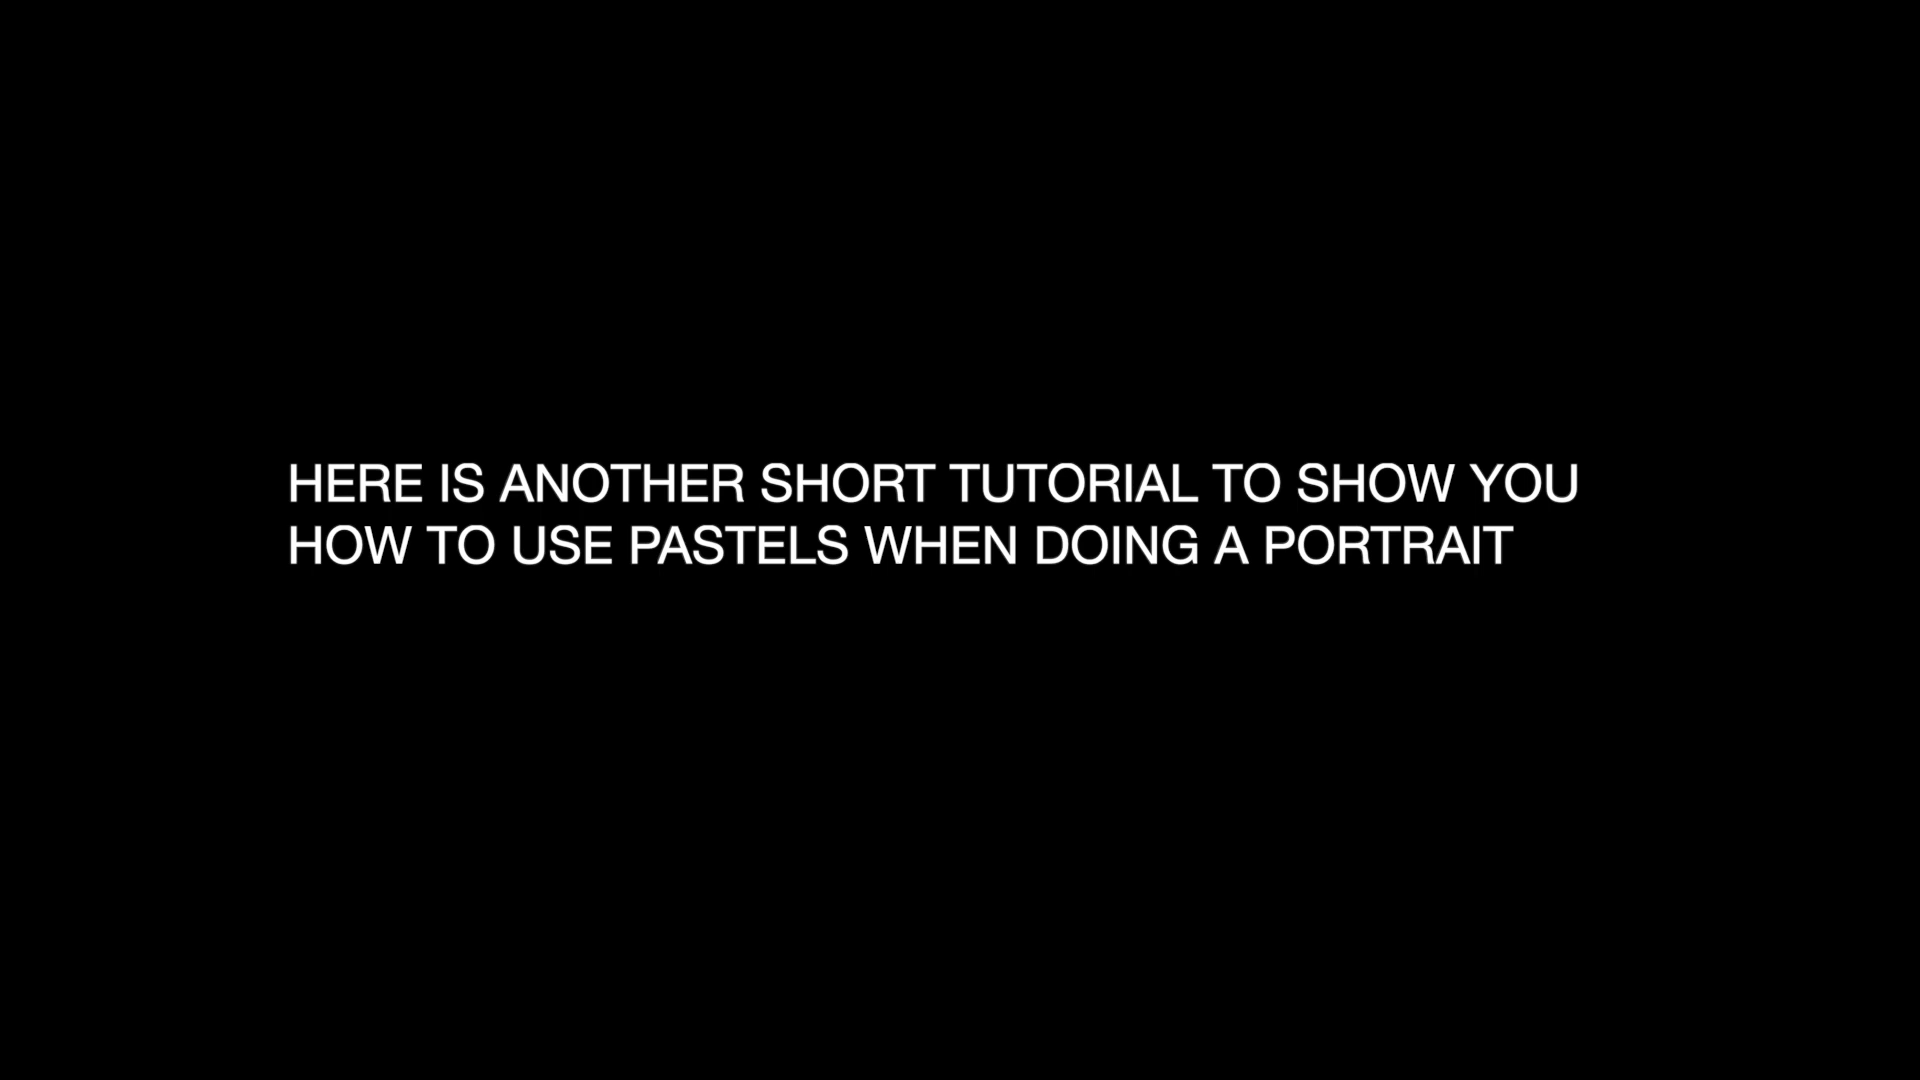 HERE IS ANOTHER SHORT TUTORIAL TO SHOW YOU
HOW TO USE PASTELS WHEN DOING A PORTRAIT